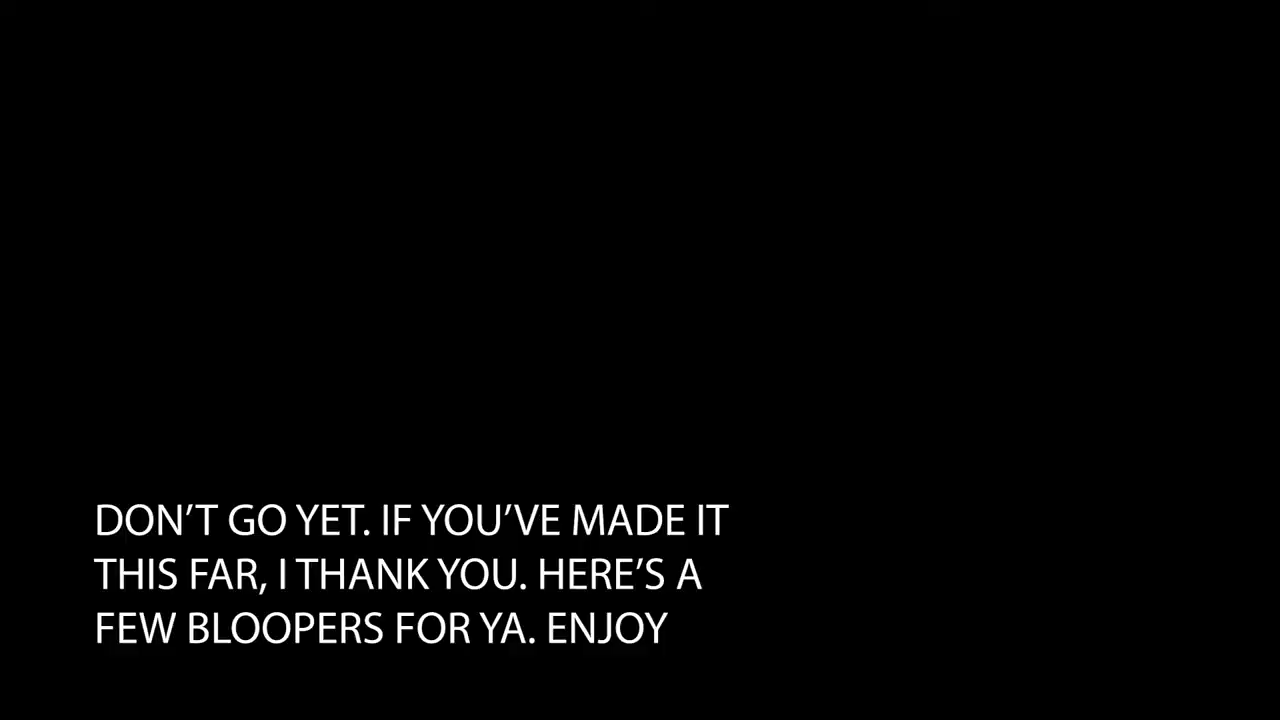 DON’T GO YET. IF YOU’VE MADE IT
THIS FAR, I THANK YOU. HERE’S A
FEW BLOOPERS FOR YA. ENJOY